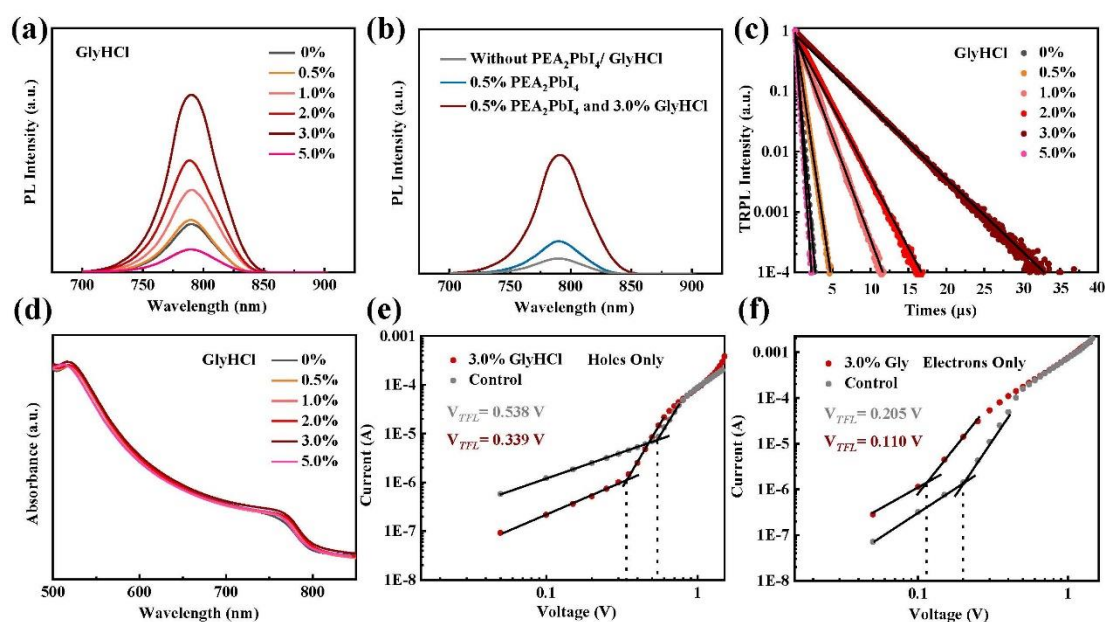 (a)
GlyHCl
0%
0.5%
1.0%
2.0%
3.0%
5.0%
PL Intensity (a.u.)
700 750 800 850 900
Wavelength (nm)
(b)
Without PEA₂PbI₄/ GlyHCl
0.5% PEA₂PbI₄
0.5% PEA₂PbI₄ and 3.0% GlyHCl
PL Intensity (a.u.)
700 750 800 850 900
Wavelength (nm)
(c)
GlyHCl
0%
0.5%
1.0%
2.0%
3.0%
5.0%
TRPL Intensity (a.u.)
1
0.1
0.01
0.001
1E-4
5 10 15 20 25 30 35 40
Times (μs)
(d)
GlyHCl
0%
0.5%
1.0%
2.0%
3.0%
5.0%
Absorbance (a.u.)
500 600 700 800
Wavelength (nm)
(e)
3.0% GlyHCl Holes Only
Control
V_TFL= 0.538 V
V_TFL= 0.339 V
Current (A)
0.001
1E-4
1E-5
1E-6
1E-7
1E-8
0.1 1
Voltage (V)
(f)
3.0% Gly Electrons Only
Control
V_TFL= 0.205 V
V_TFL= 0.110 V
Current (A)
0.001
1E-4
1E-5
1E-6
1E-7
1E-8
0.1 1
Voltage (V)